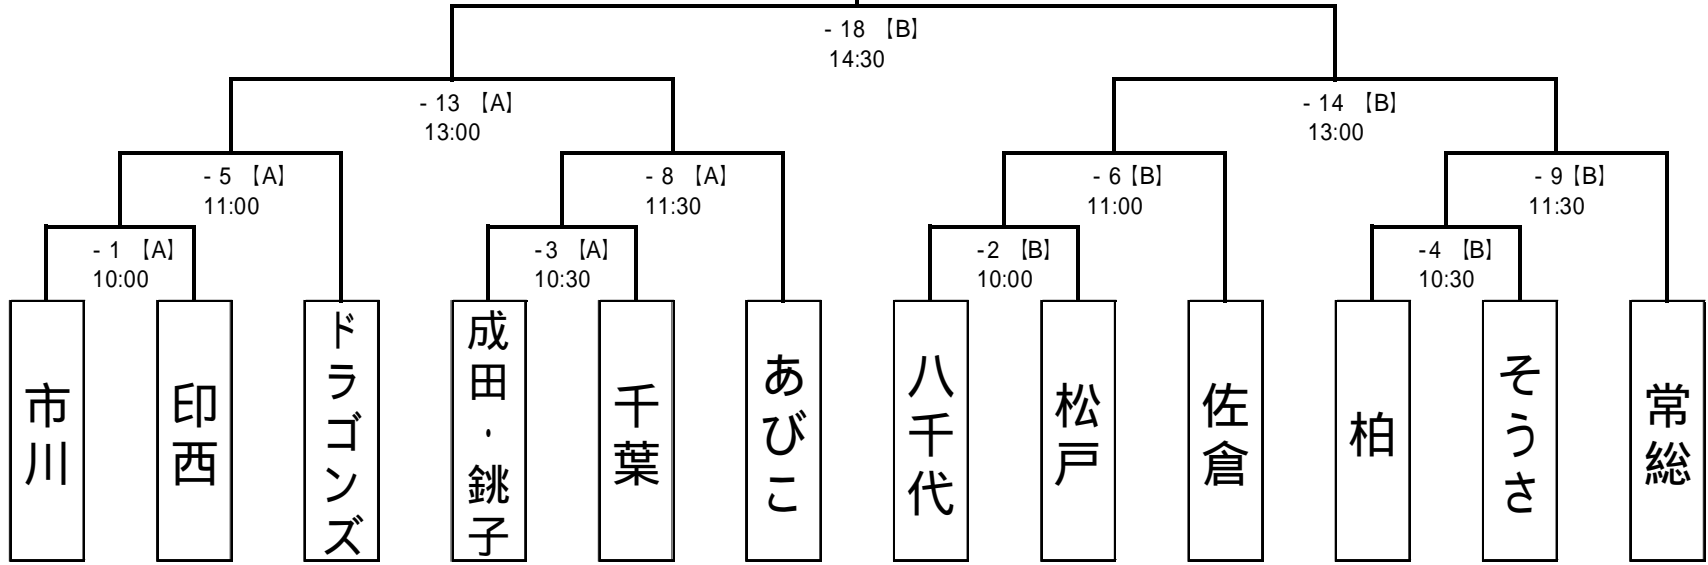 - 18 【B】
14:30
- 13 【A】
13:00
- 14 【B】
13:00
- 5 【A】
11:00
- 8 【A】
11:30
- 6【B】
11:00
- 9【B】
11:30
- 1 【A】
10:00
-3 【A】
10:30
-2 【B】
10:00
-4 【B】
10:30
市川
印西
ドラゴンズ
成田・銚子
千葉
あびこ
八千代
松戸
佐倉
柏
そうさ
常総